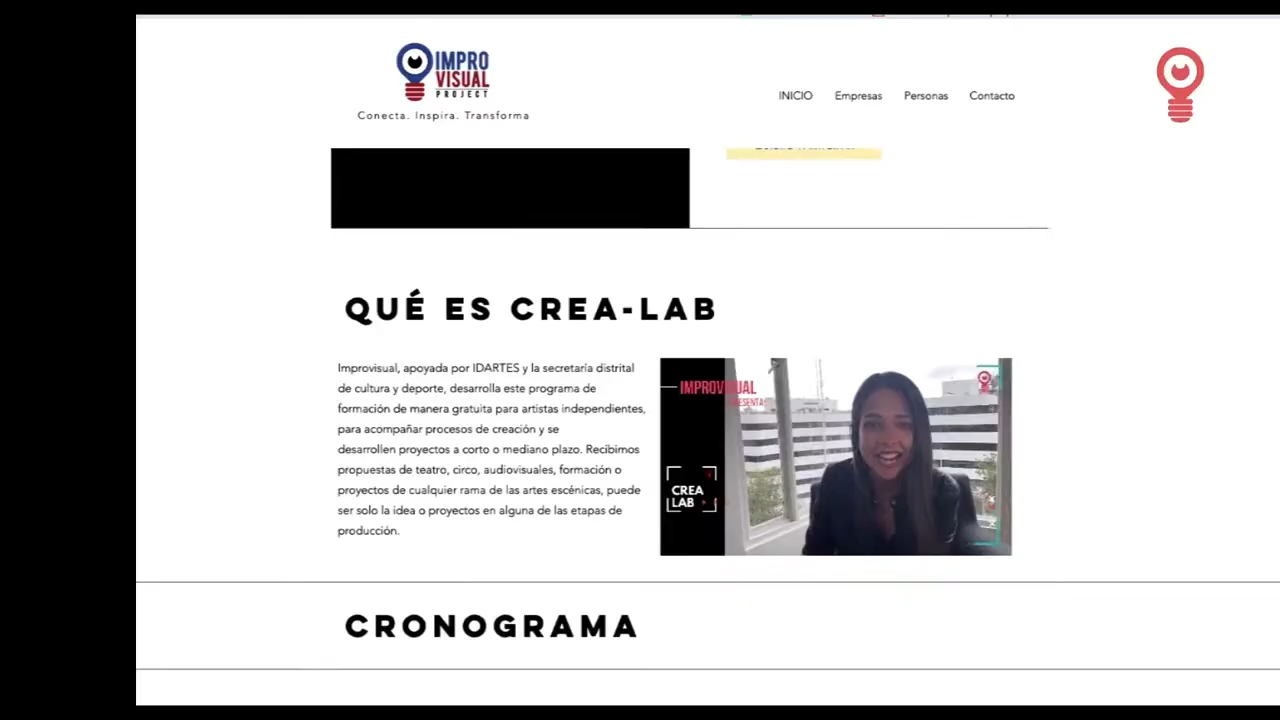 IMPRO
VISUAL
PROJECT
Conecta. Inspira. Transforma
INICIO Empresas Personas Contacto
QUÉ ES CREA-LAB
Improvisual, apoyada por IDARTES y la secretaría distrital
de cultura y deporte, desarrolla este programa de
formación de manera gratuita para artistas independientes,
para acompañar procesos de creación y se
desarrollen proyectos a corto o mediano plazo. Recibimos
propuestas de teatro, circo, audiovisuales, formación o
proyectos de cualquier rama de las artes escénicas, puede
ser solo la idea o proyectos en alguna de las etapas de
producción.
IMPROVISUAL
CREA
LAB
CRONOGRAMA